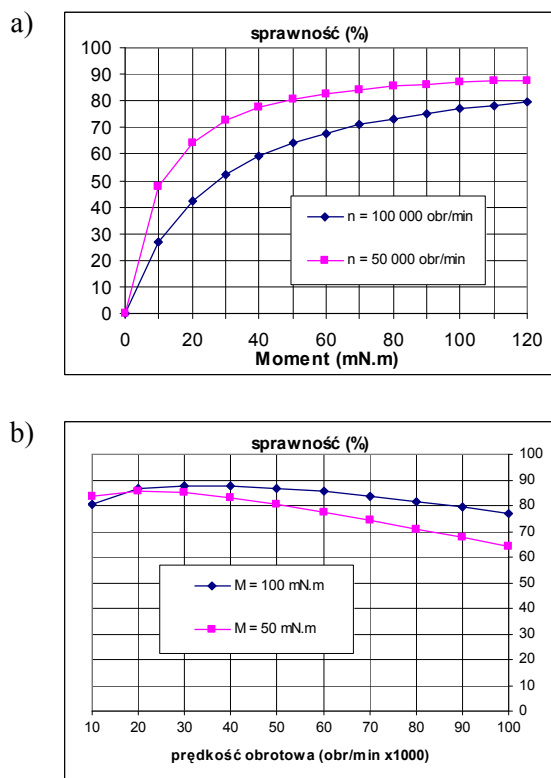 a)
sprawność (%)
100
90
80
70
60
50
40
30
20
10
0
n = 100 000 obr/min
n = 50 000 obr/min
0 20 40 60 80 100 120
Moment (mN.m)
b)
sprawność (%)
100
90
80
70
60
50
40
30
20
10
0
M = 100 mN.m
M = 50 mN.m
10 20 30 40 50 60 70 80 90 100
prędkość obrotowa (obr/min x1000)